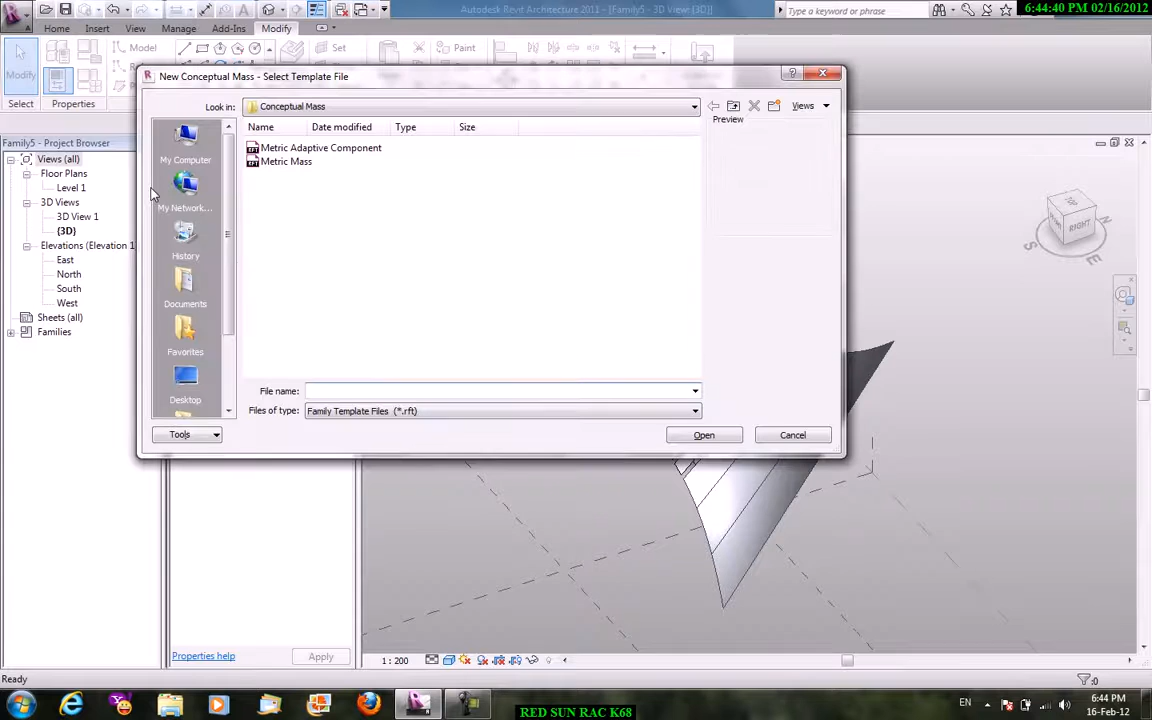 Autodesk Revit Architecture 2011 - [Family5 - 3D View: {3D}]
Type a keyword or phrase
6:44:40 PM 02/16/2012
Home
Insert
View
Manage
Add-Ins
Modify
Modify
Model
Set
Paint
Select
Properties
New Conceptual Mass - Select Template File
Look in:
Conceptual Mass
Views
Name
Date modified
Type
Size
Preview
Metric Adaptive Component
Metric Mass
My Computer
My Network...
History
Documents
Favorites
Desktop
File name:
Files of type:
Family Template Files (*.rft)
Tools
Open
Cancel
Family5 - Project Browser
Views (all)
Floor Plans
Level 1
3D Views
3D View 1
{3D}
Elevations (Elevation 1
East
North
South
West
Sheets (all)
Families
TOP
FRONT
RIGHT
N
S
E
Properties help
Apply
1 : 200
Ready
:0
EN
6:44 PM
16-Feb-12
RED SUN RAC K68